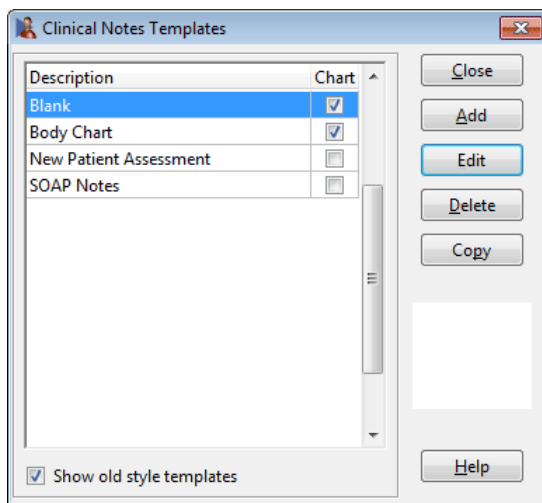 Clinical Notes Templates
Description Chart
Blank
Body Chart
New Patient Assessment
SOAP Notes
Show old style templates
Close
Add
Edit
Delete
Copy
Help